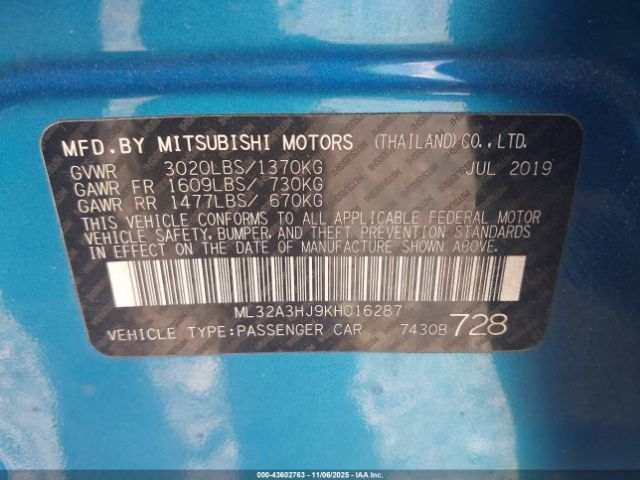 MFD.BY MITSUBISHI MOTORS (THAILAND)CO.,LTD.
GVWR 3020LBS/1370KG JUL 2019
GAWR FR 1609LBS/ 730KG
GAWR RR 1477LBS/ 670KG
THIS VEHICLE CONFORMS TO ALL APPLICABLE FEDERAL MOTOR
VEHICLE SAFETY, BUMPER, AND THEFT PREVENTION STANDARDS
IN EFFECT ON THE DATE OF MANUFACTURE SHOWN ABOVE.
ML32A3HJ9KH016287
VEHICLE TYPE:PASSENGER CAR 7430B 728
00-43602763 - 11/06/2025 - IAA Inc.